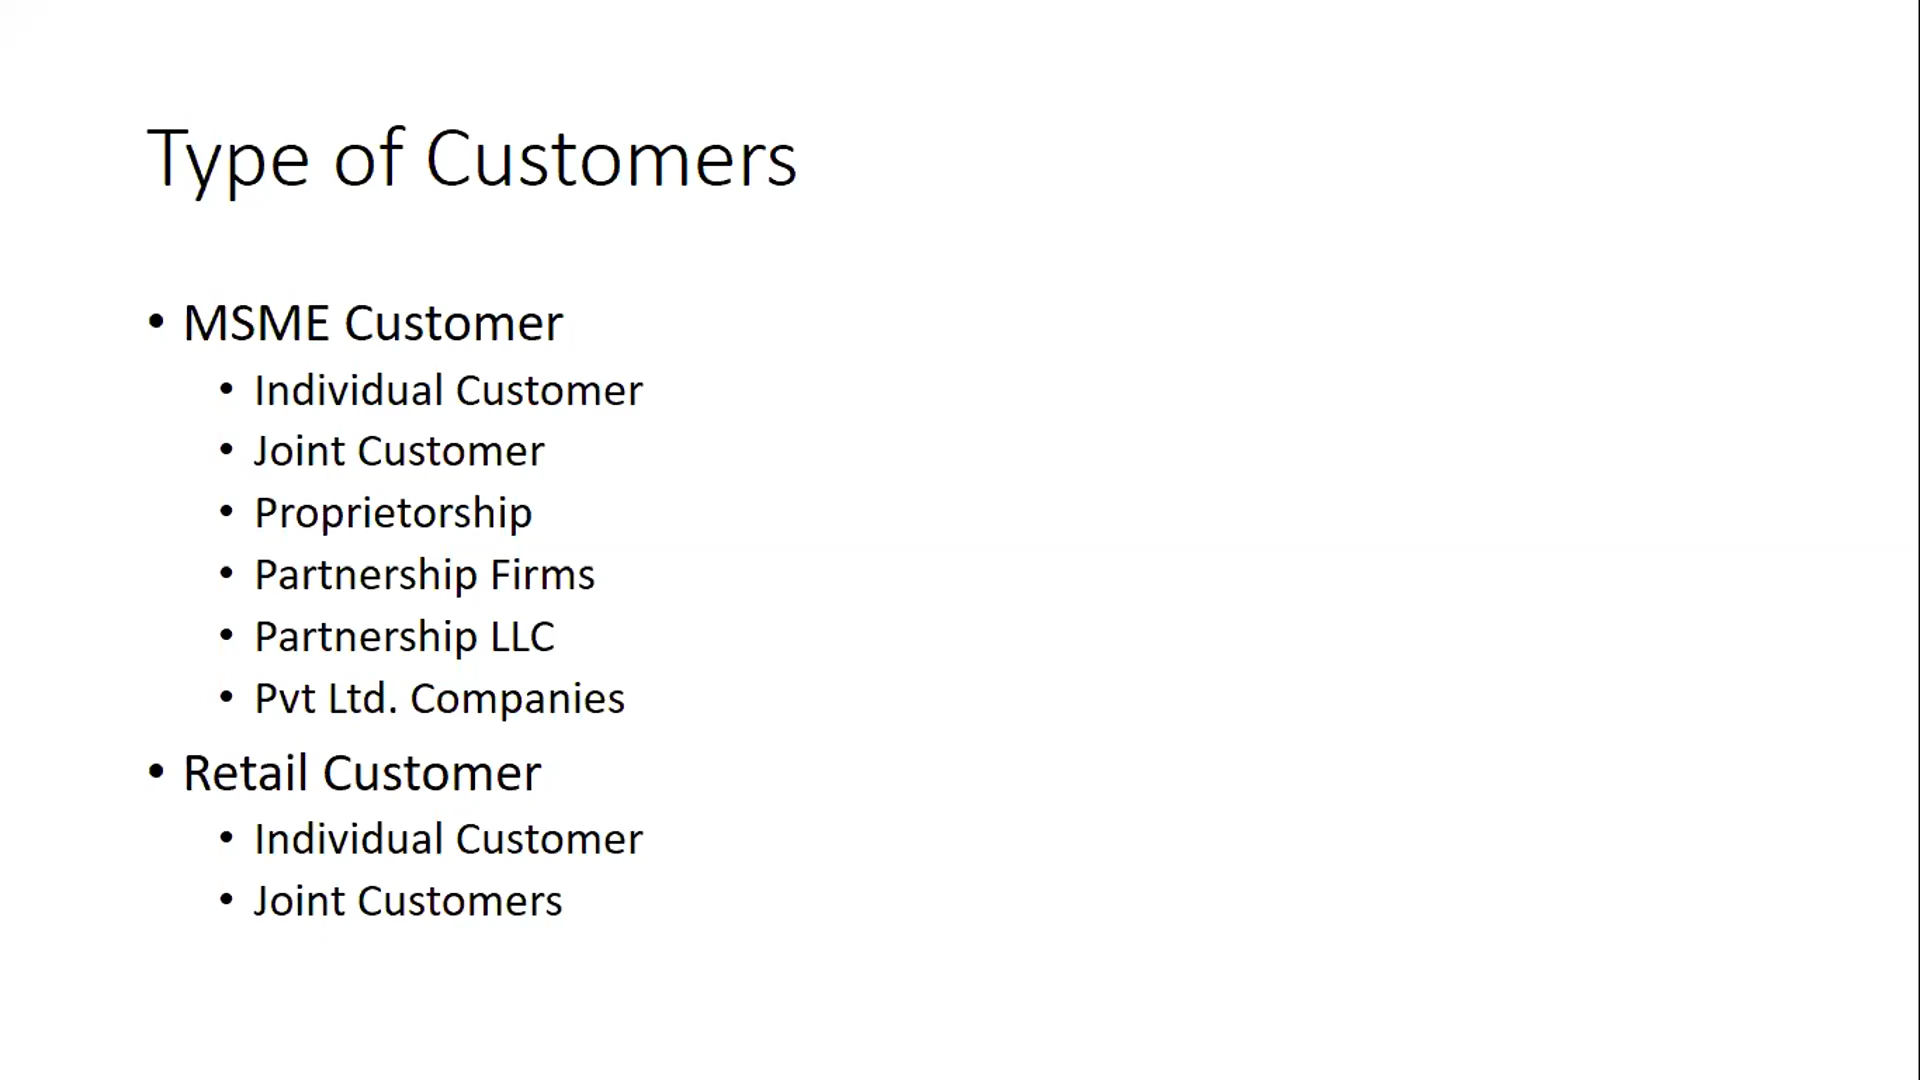 Type of Customers
• MSME Customer
• Individual Customer
• Joint Customer
• Proprietorship
• Partnership Firms
• Partnership LLC
• Pvt Ltd. Companies
• Retail Customer
• Individual Customer
• Joint Customers